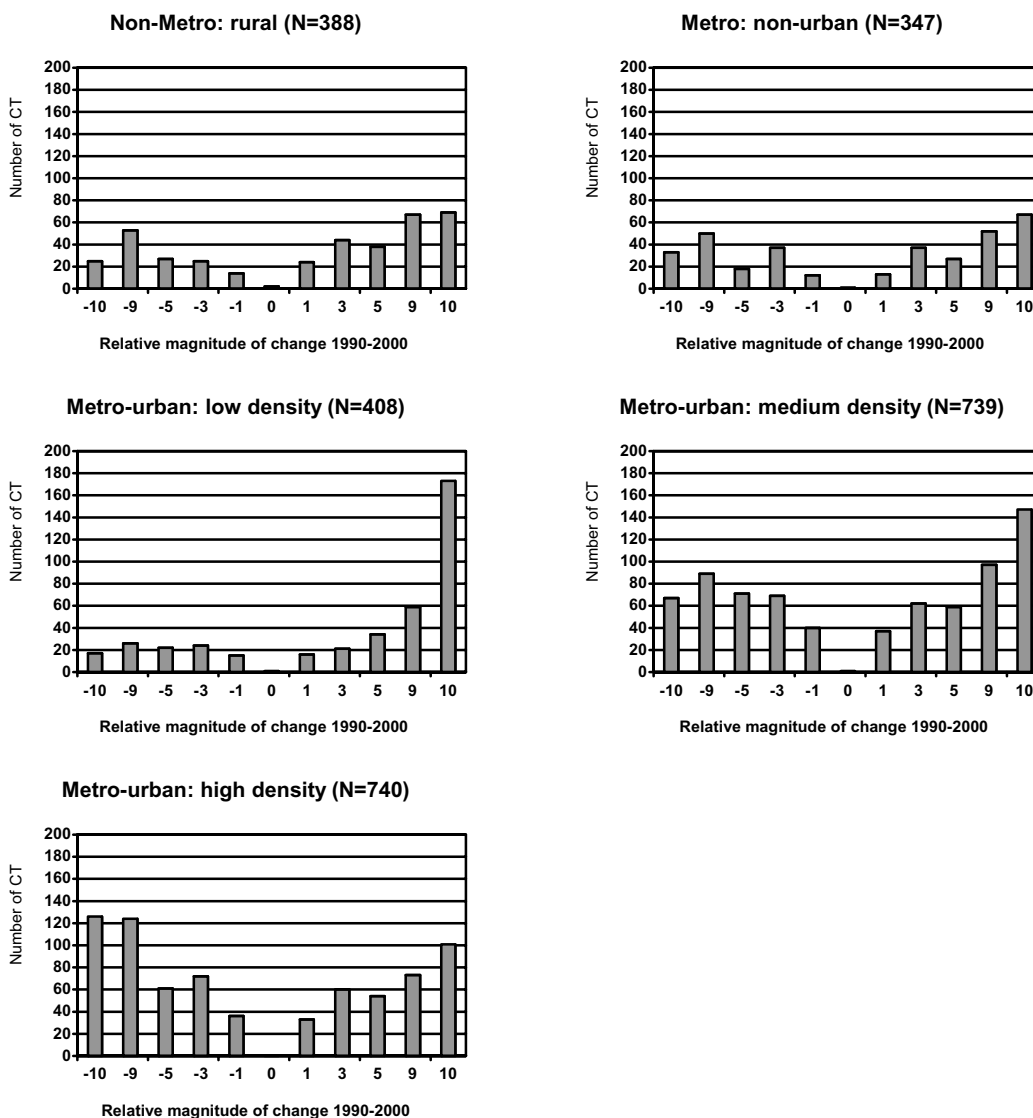 Non-Metro: rural (N=388)
Number of CT
200
180
160
140
120
100
80
60
40
20
0
-10 -9 -5 -3 -1 0 1 3 5 9 10
Relative magnitude of change 1990-2000
Metro: non-urban (N=347)
Number of CT
200
180
160
140
120
100
80
60
40
20
0
-10 -9 -5 -3 -1 0 1 3 5 9 10
Relative magnitude of change 1990-2000
Metro-urban: low density (N=408)
Number of CT
200
180
160
140
120
100
80
60
40
20
0
-10 -9 -5 -3 -1 0 1 3 5 9 10
Relative magnitude of change 1990-2000
Metro-urban: medium density (N=739)
Number of CT
200
180
160
140
120
100
80
60
40
20
0
-10 -9 -5 -3 -1 0 1 3 5 9 10
Relative magnitude of change 1990-2000
Metro-urban: high density (N=740)
Number of CT
200
180
160
140
120
100
80
60
40
20
0
-10 -9 -5 -3 -1 0 1 3 5 9 10
Relative magnitude of change 1990-2000